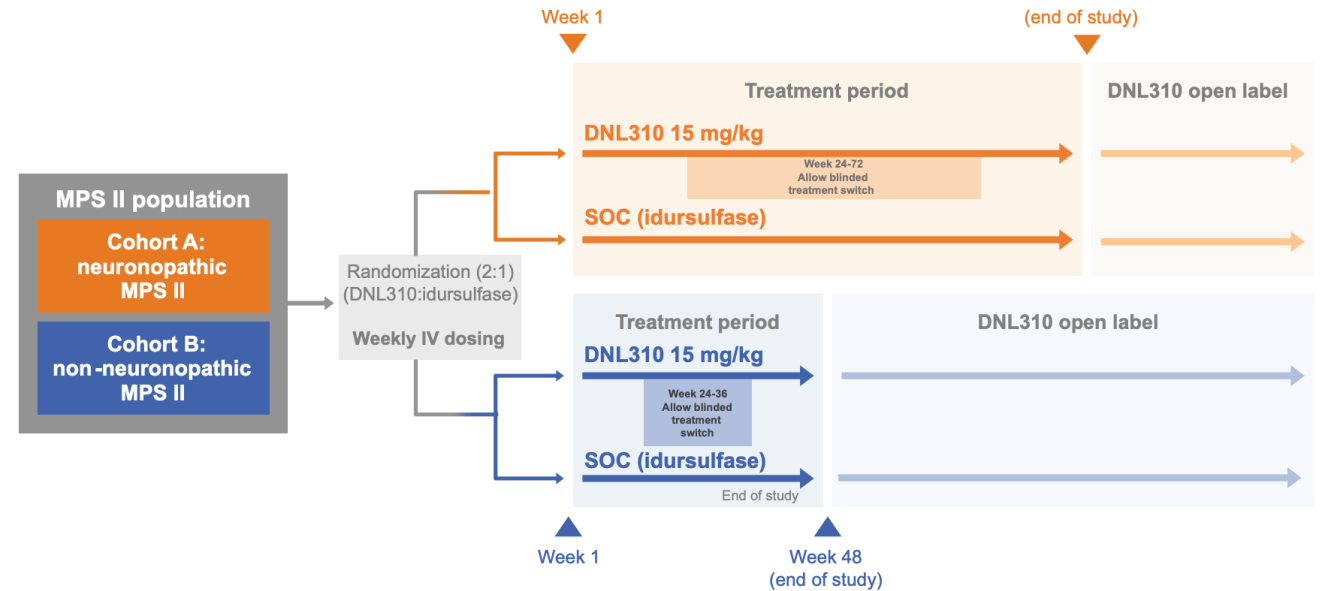 Week 1
(end of study)
Treatment period
DNL310 open label
DNL310 15 mg/kg
Week 24-72
Allow blinded
treatment switch
SOC (idursulfase)
MPS II population
Cohort A:
neuronopathic
MPS II
Cohort B:
non-neuronopathic
MPS II
Randomization (2:1)
(DNL310:idursulfase)
Weekly IV dosing
Treatment period
DNL310 open label
DNL310 15 mg/kg
Week 24-36
Allow blinded
treatment
switch
SOC (idursulfase)
End of study
Week 1
Week 48
(end of study)